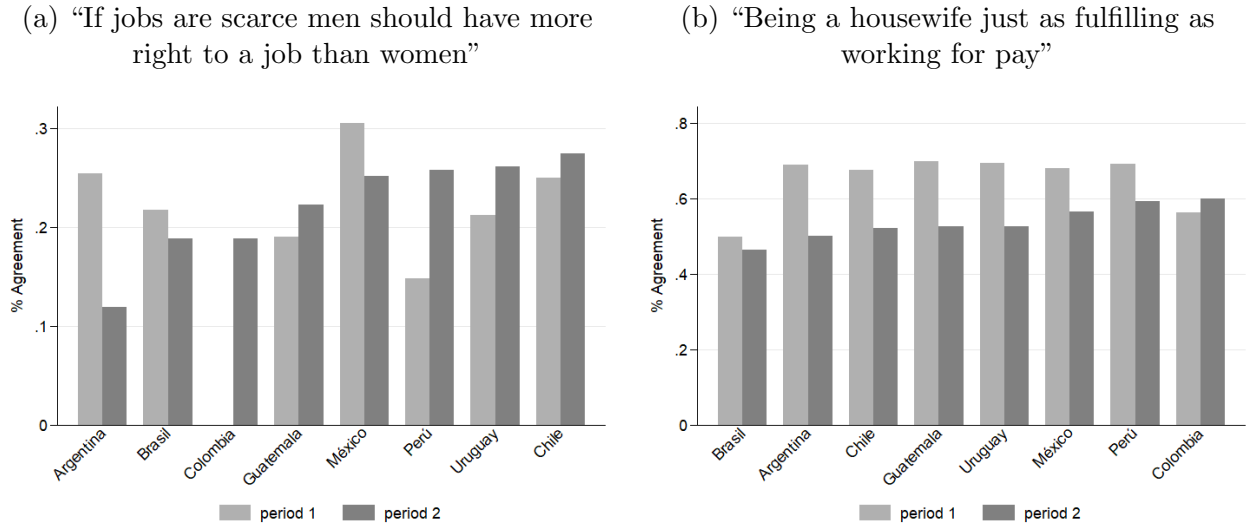 (a) “If jobs are scarce men should have more
right to a job than women”
% Agreement
.3
.2
.1
0
Argentina
Brasil
Colombia
Guatemala
México
Perú
Uruguay
Chile
period 1 period 2
(b) “Being a housewife just as fulfilling as
working for pay”
% Agreement
.8
.6
.4
.2
0
Brasil
Argentina
Chile
Guatemala
Uruguay
México
Perú
Colombia
period 1 period 2